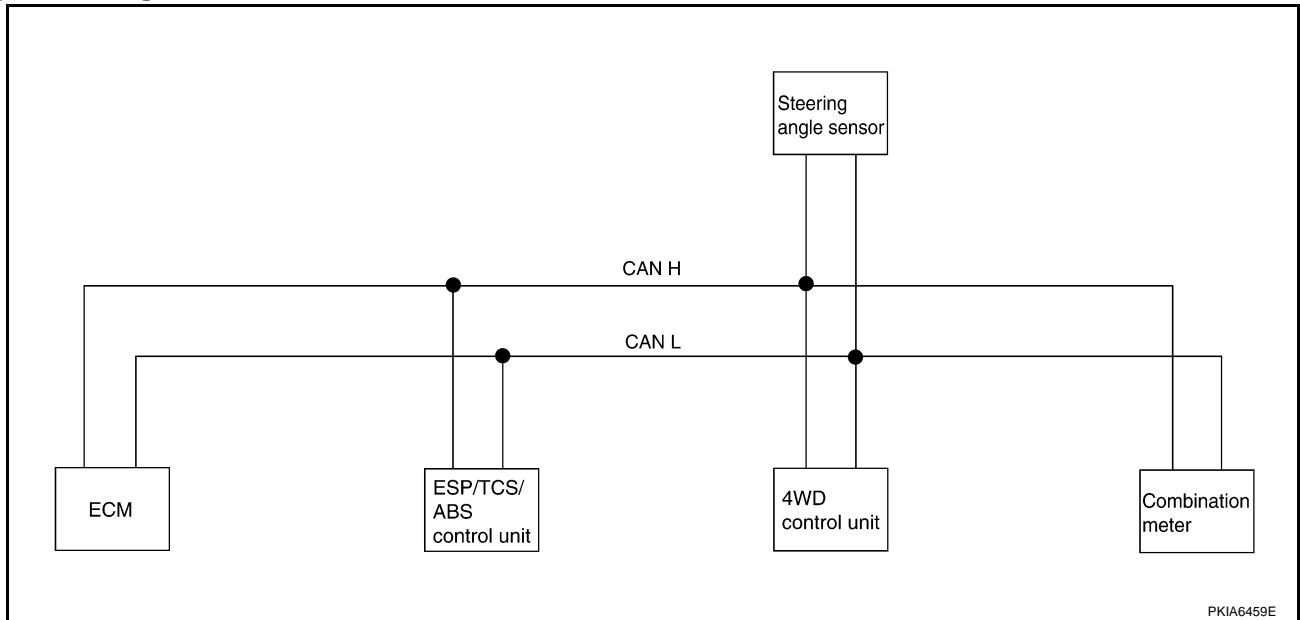 Steering
angle sensor
CAN H
CAN L
ECM
ESP/TCS/
ABS
control unit
4WD
control unit
Combination
meter
PKIA6459E